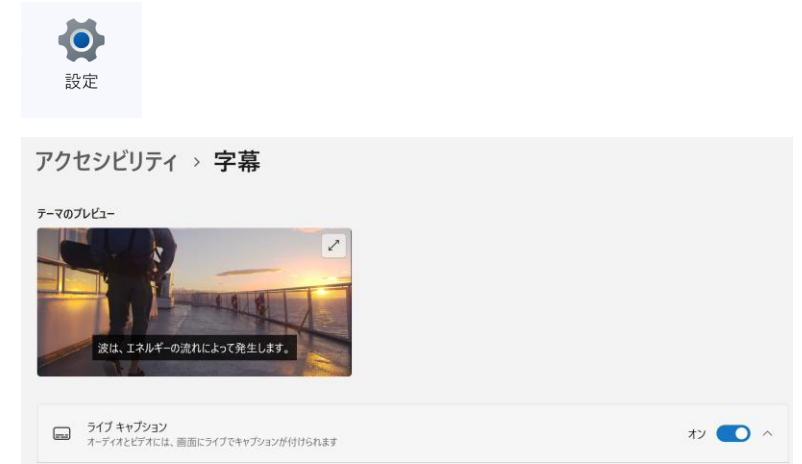 設定
アクセシビリティ › 字幕
テーマのプレビュー
波は、エネルギーの流れによって発生します。
ライブ キャプション
オーディオとビデオには、画面にライブでキャプションが付けられます
オン